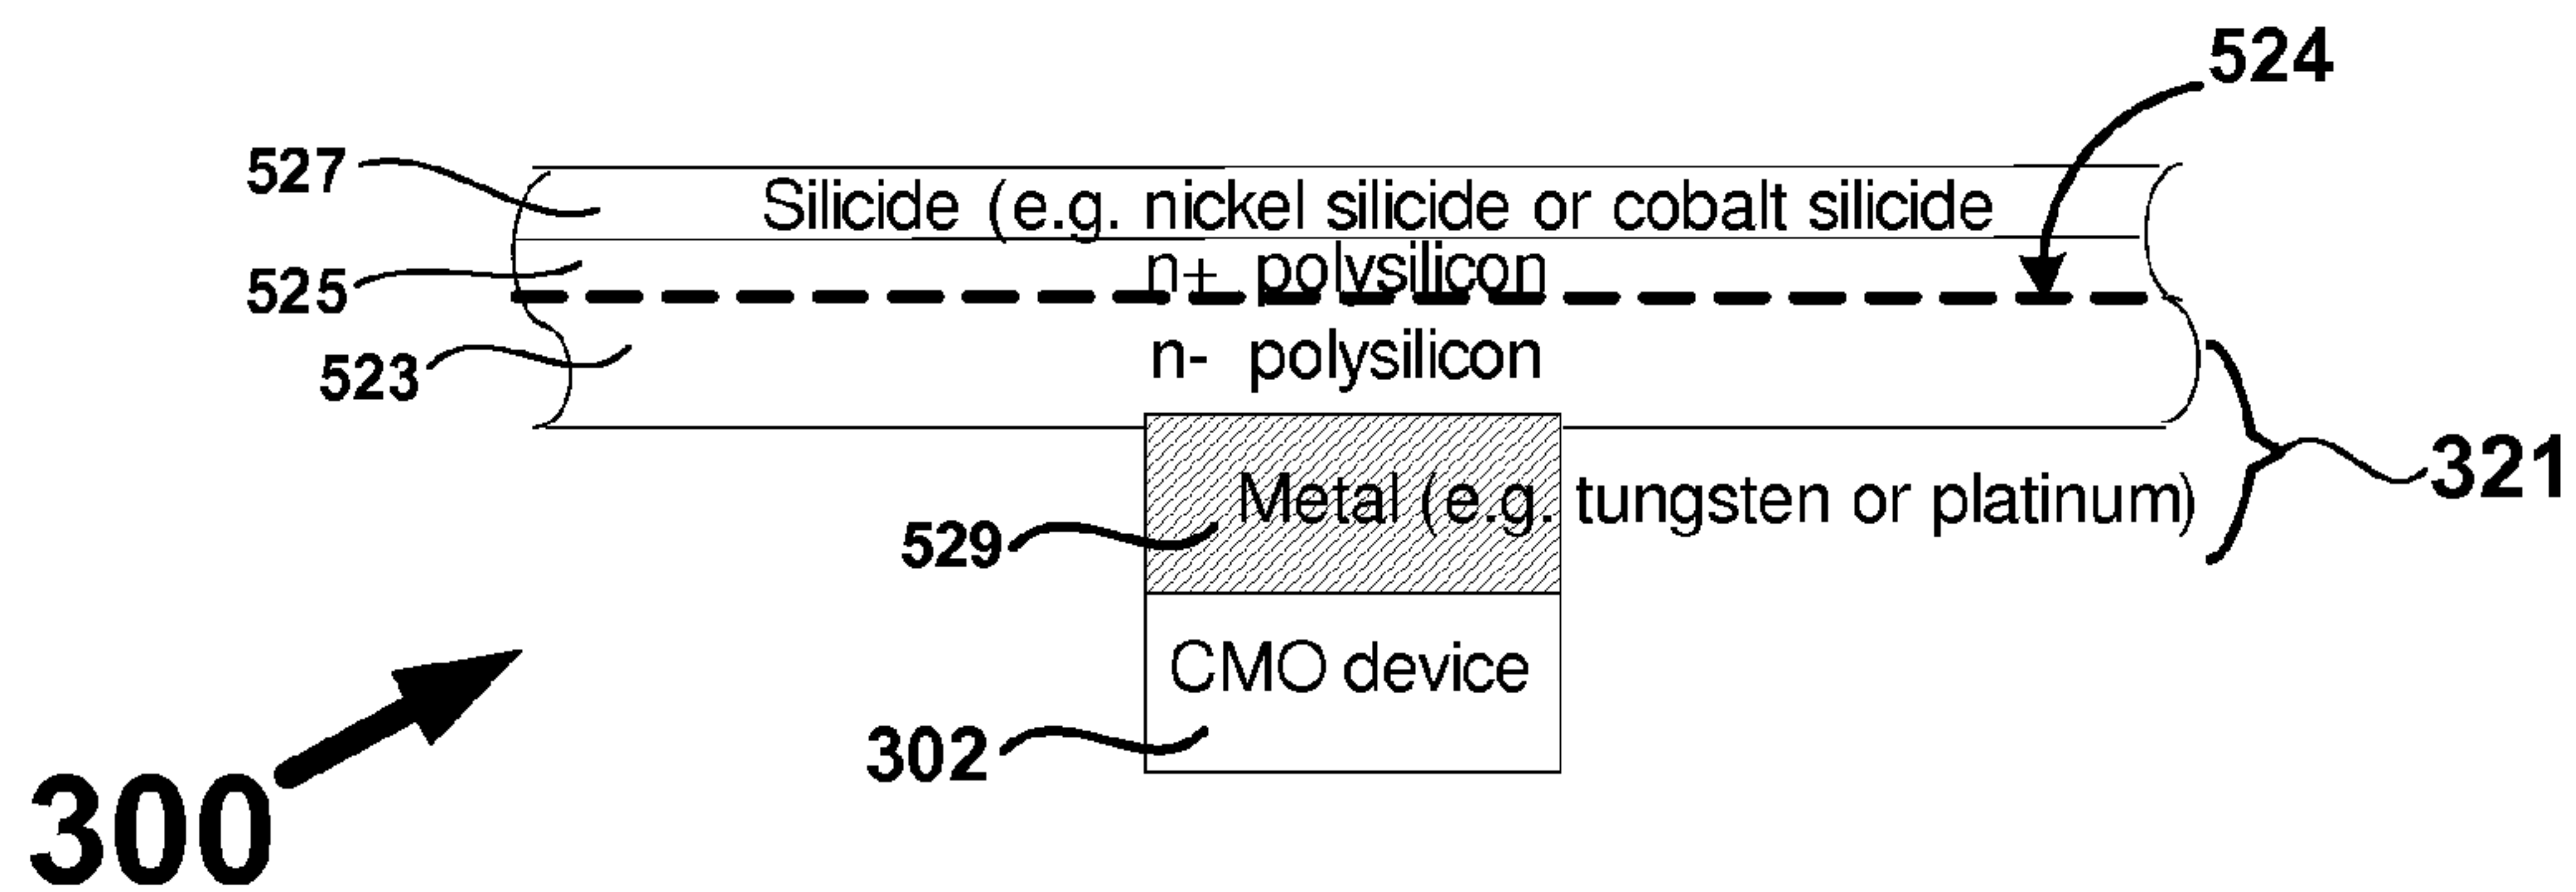 524
527
Silicide (e.g. nickel silicide or cobalt silicide
525
n+ polysilicon
523
n- polysilicon
321
529
Metal (e.g. tungsten or platinum)
CMO device
302
300